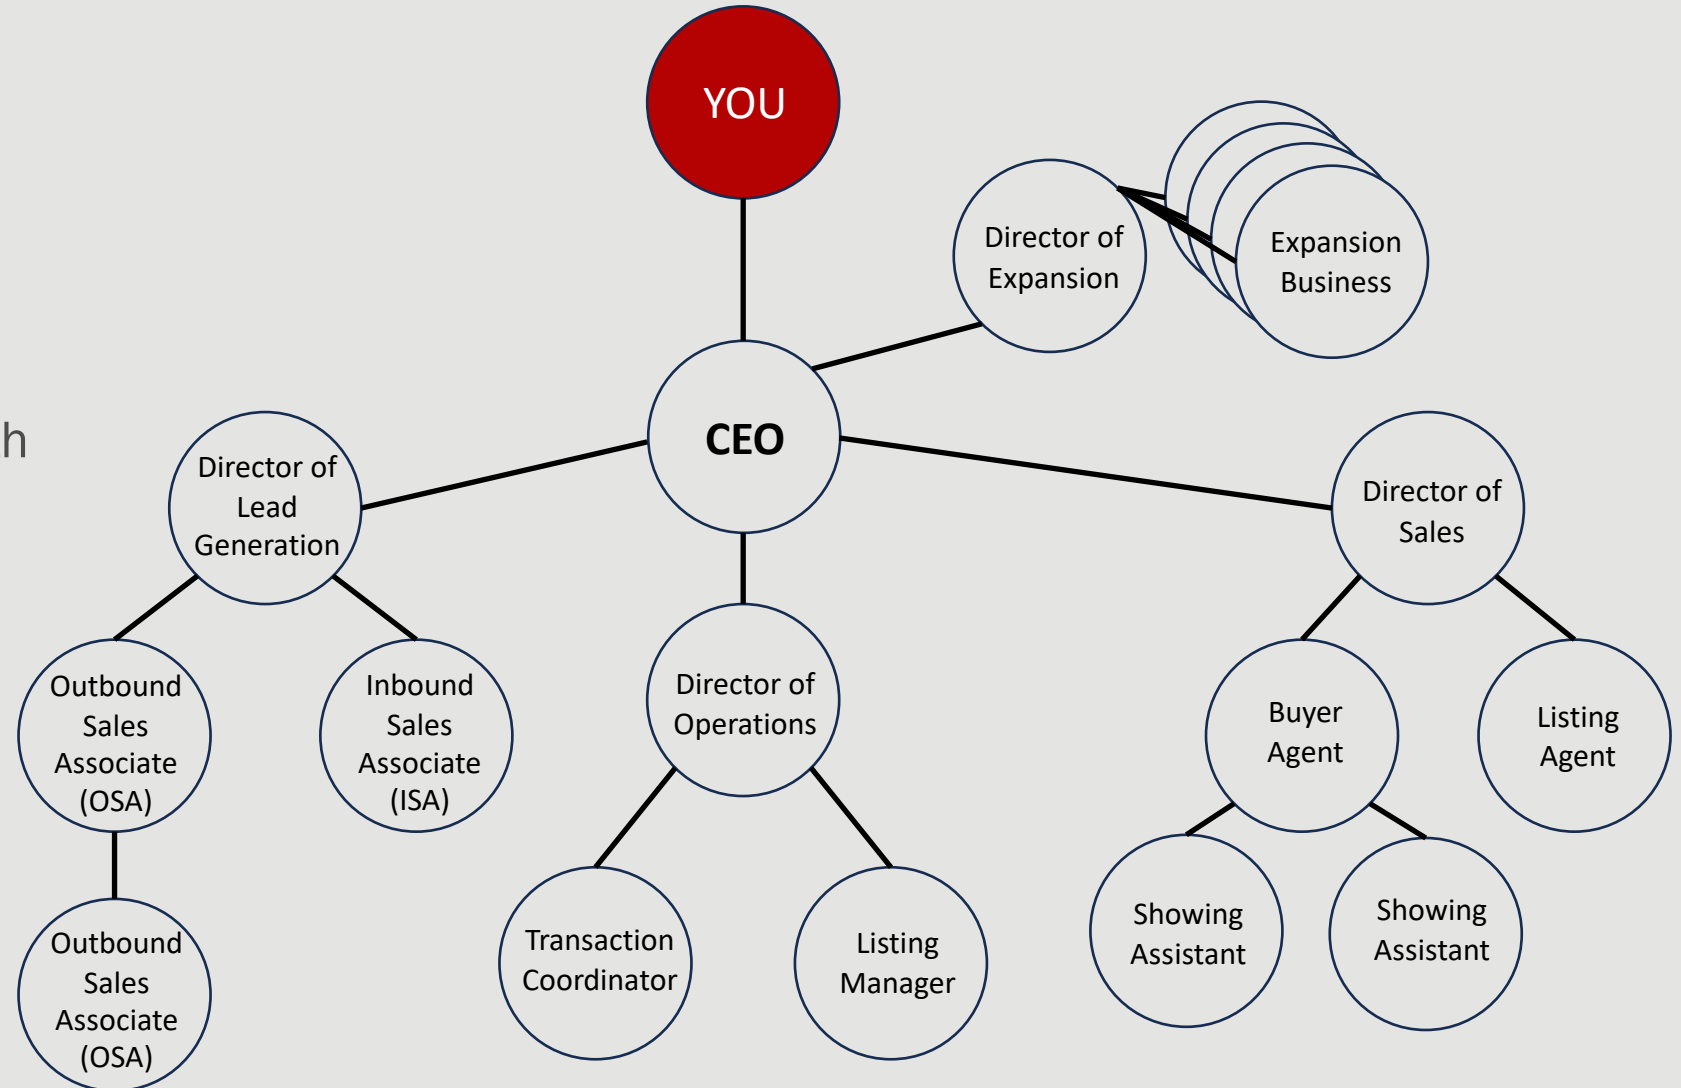 YOU
Director of
Expansion
Expansion
Business
h
CEO
Director of
Lead
Generation
Director of
Sales
Outbound
Sales
Associate
(OSA)
Inbound
Sales
Associate
(ISA)
Director of
Operations
Buyer
Agent
Listing
Agent
Outbound
Sales
Associate
(OSA)
Transaction
Coordinator
Listing
Manager
Showing
Assistant
Showing
Assistant